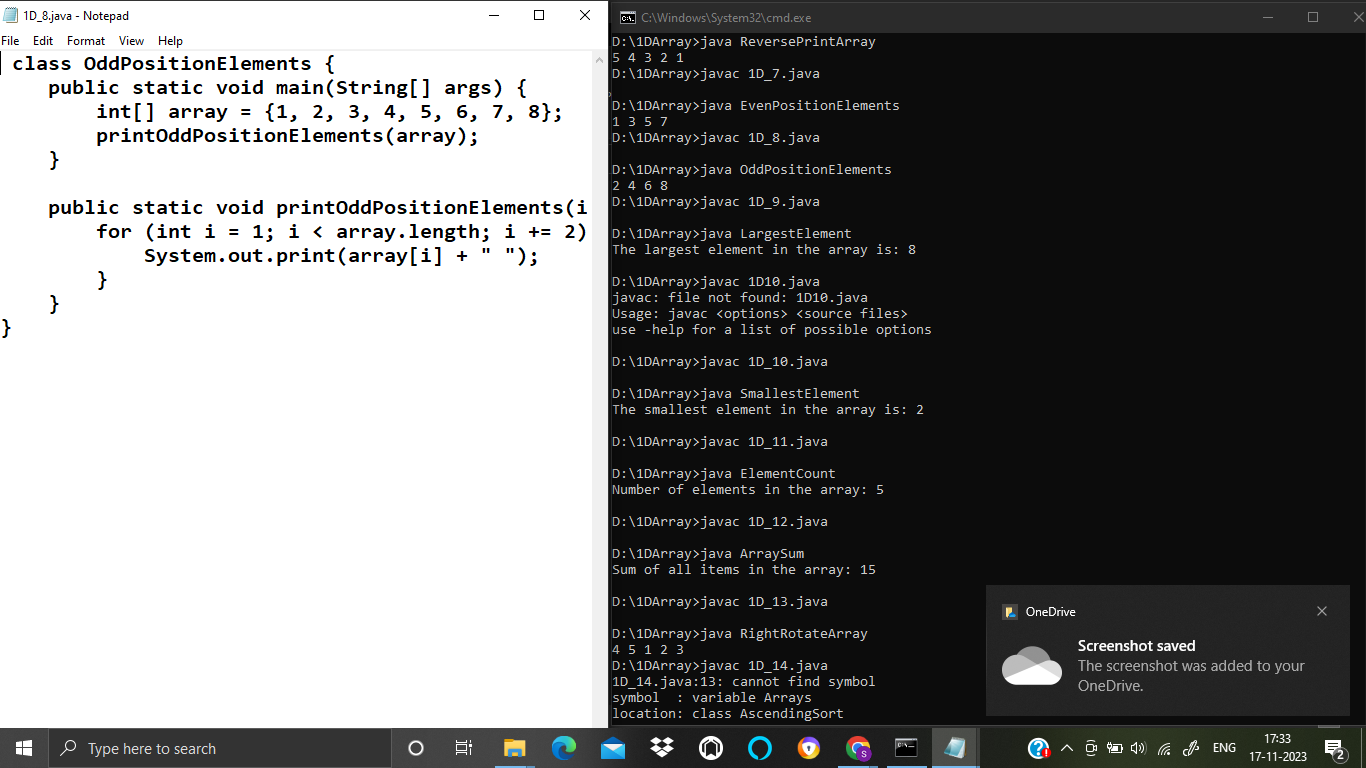 1D_8.java - Notepad
File Edit Format View Help
class OddPositionElements {
    public static void main(String[] args) {
        int[] array = {1, 2, 3, 4, 5, 6, 7, 8};
        printOddPositionElements(array);
    }
    public static void printOddPositionElements(i
        for (int i = 1; i < array.length; i += 2)
            System.out.print(array[i] + " ");
        }
    }
}
C:\Windows\System32\cmd.exe
D:\1DArray>java ReversePrintArray
5 4 3 2 1
D:\1DArray>javac 1D_7.java
D:\1DArray>java EvenPositionElements
1 3 5 7
D:\1DArray>javac 1D_8.java
D:\1DArray>java OddPositionElements
2 4 6 8
D:\1DArray>javac 1D_9.java
D:\1DArray>java LargestElement
The largest element in the array is: 8
D:\1DArray>javac 1D10.java
javac: file not found: 1D10.java
Usage: javac <options> <source files>
use -help for a list of possible options
D:\1DArray>javac 1D_10.java
D:\1DArray>java SmallestElement
The smallest element in the array is: 2
D:\1DArray>javac 1D_11.java
D:\1DArray>java ElementCount
Number of elements in the array: 5
D:\1DArray>javac 1D_12.java
D:\1DArray>java ArraySum
Sum of all items in the array: 15
D:\1DArray>javac 1D_13.java
D:\1DArray>java RightRotateArray
4 5 1 2 3
D:\1DArray>javac 1D_14.java
1D_14.java:13: cannot find symbol
symbol  : variable Arrays
location: class AscendingSort
OneDrive
Screenshot saved
The screenshot was added to your
OneDrive.
Type here to search
S
ENG
17:33
17-11-2023
2